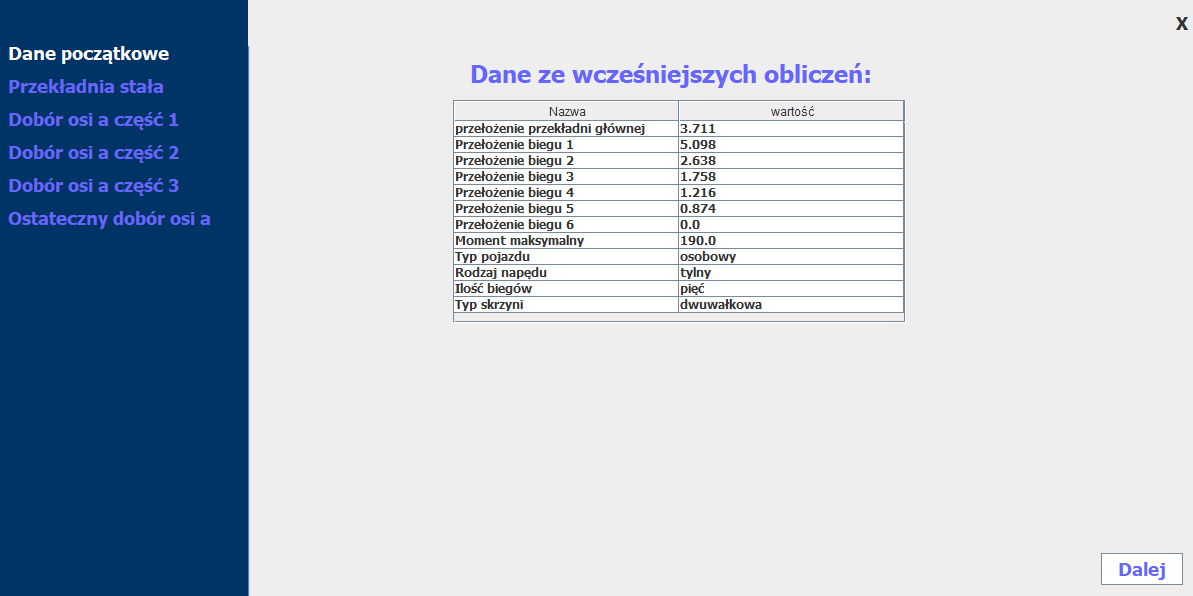 X
Dane początkowe
Przekładnia stała
Dobór osi a część 1
Dobór osi a część 2
Dobór osi a część 3
Ostateczny dobór osi a
Dane ze wcześniejszych obliczeń:
Nazwa wartość
przełożenie przekładni głównej 3.711
Przełożenie biegu 1 5.098
Przełożenie biegu 2 2.638
Przełożenie biegu 3 1.758
Przełożenie biegu 4 1.216
Przełożenie biegu 5 0.874
Przełożenie biegu 6 0.0
Moment maksymalny 190.0
Typ pojazdu osobowy
Rodzaj napędu tylny
Ilość biegów pięć
Typ skrzyni dwuwałkowa
Dalej